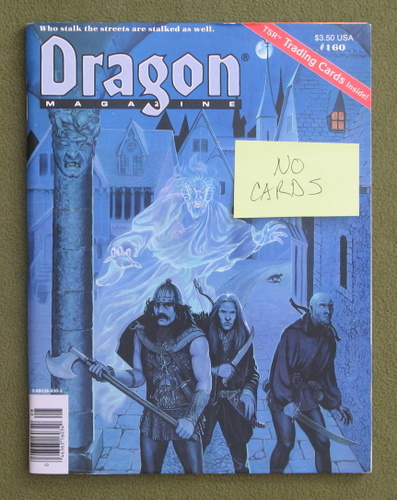 Who stalk the streets are stalked as well.
TSR™ Trading Cards Inside!
$3.50 USA
#160
Dragon®
MAGAZINE
NO
CARDS